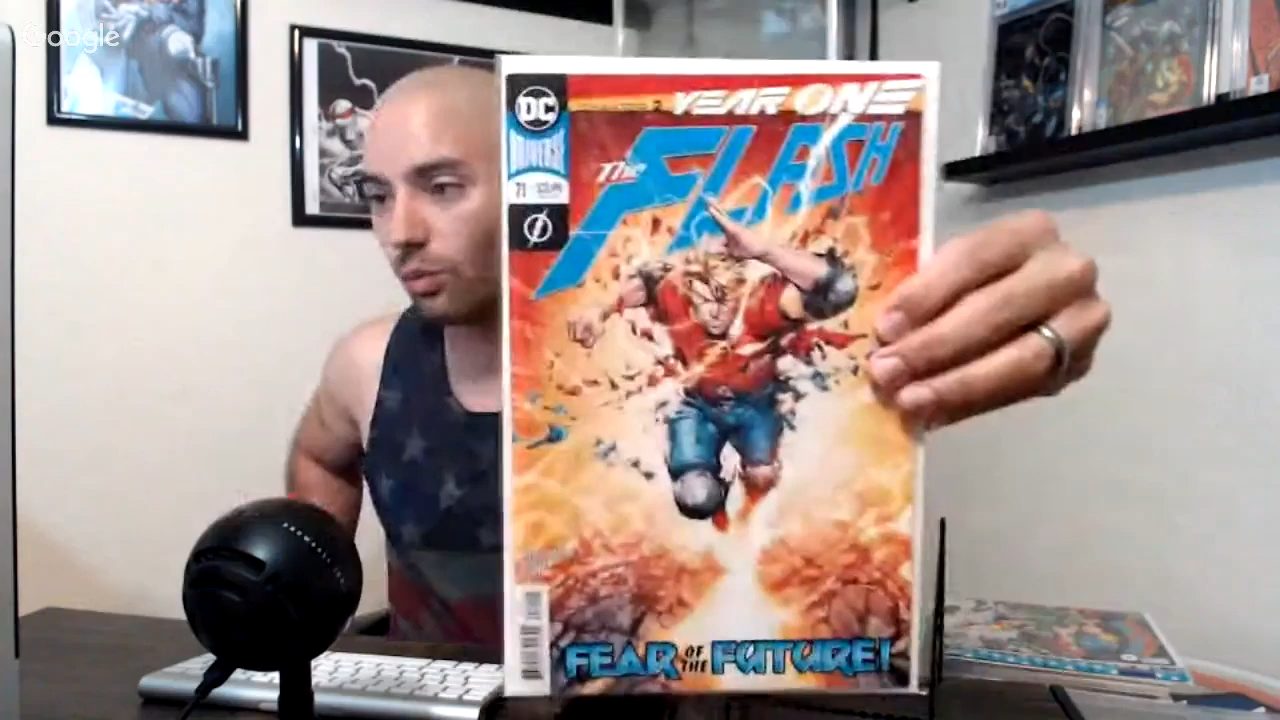 Google
DC
UNIVERSE
YEAR ONE
The FLASH
71
FEAR OF THE FUTURE!